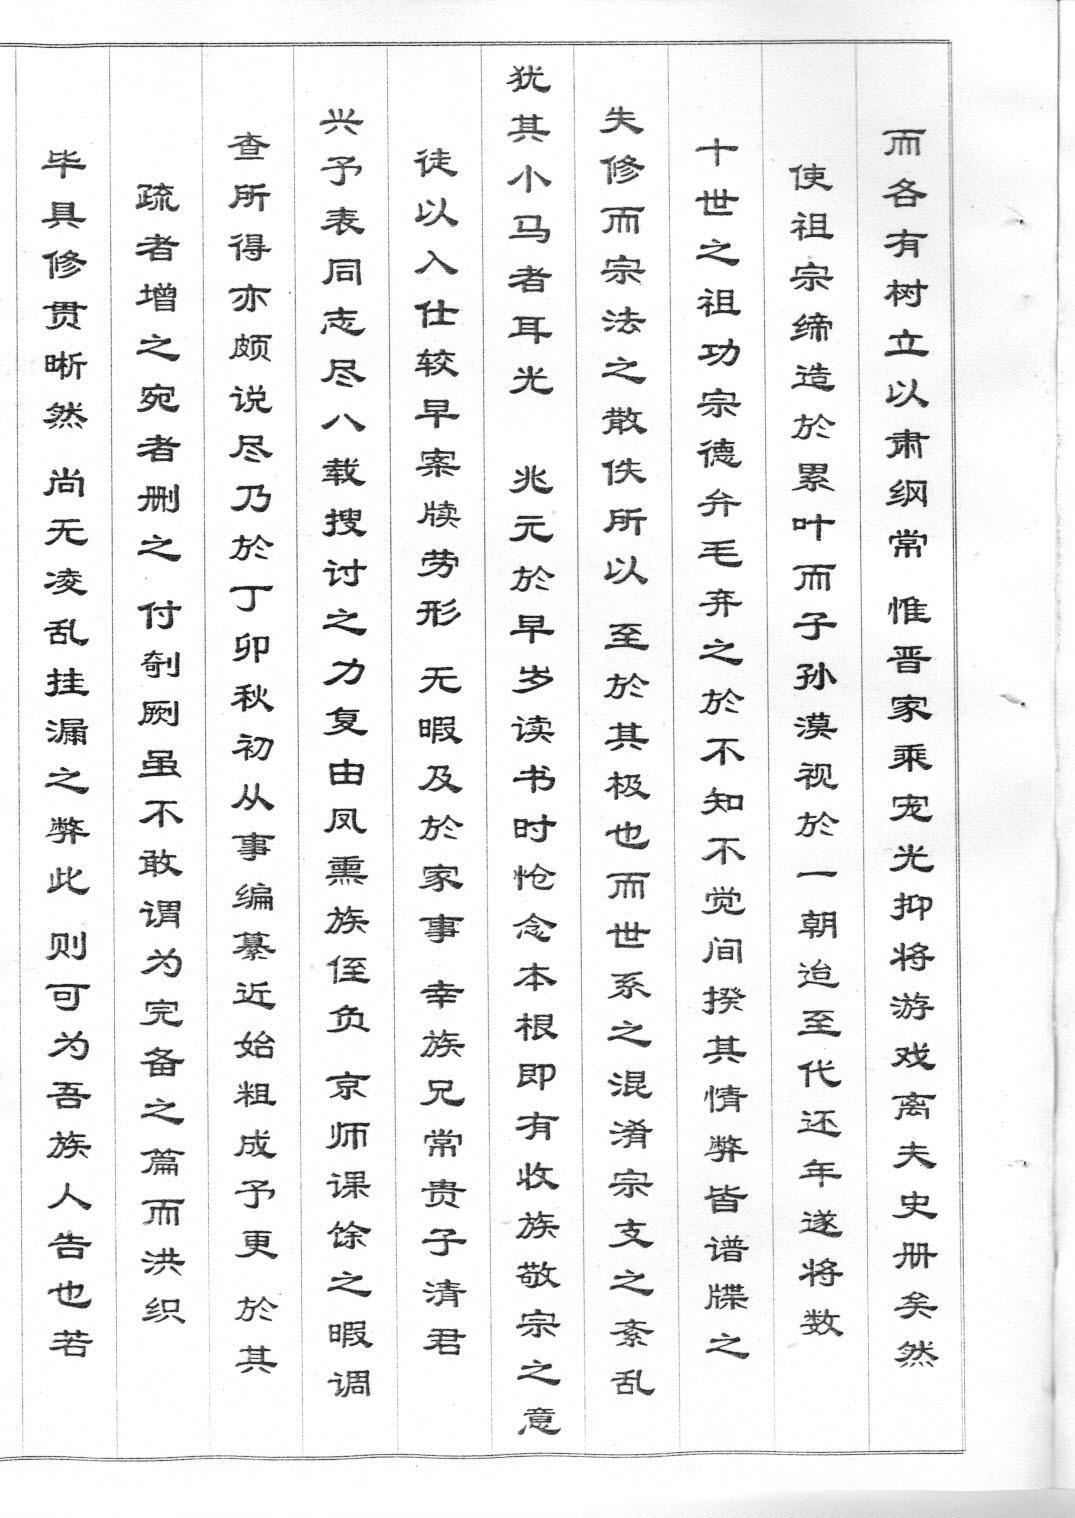 而各有树立以肃纲常 惟晋家乘宠光抑将游戏离夫史册矣然
使祖宗缔造於累叶而子孙漠视於一朝迨至代还年遂将数
十世之祖功宗德弁毛弃之於不知不觉间揆其情弊皆谱牒之
失修而宗法之散佚所以 至於其极也而世系之混淆宗支之紊乱
犹其小马者耳光 兆元於早岁读书时怆念本根即有收族敬宗之意
徒以入仕较早案牍劳形 无暇及於家事 幸族兄常贵子清君
兴予表同志尽八载搜讨之力复由凤熏族侄负 京师课馀之暇调
查所得亦颇说尽乃於丁卯秋初从事编纂近始粗成予更 於其
疏者增之宛者删之 付剞劂虽不敢谓为完备之篇而洪织
毕具修贯晰然 尚无凌乱挂漏之弊此 则可为吾族人告也若